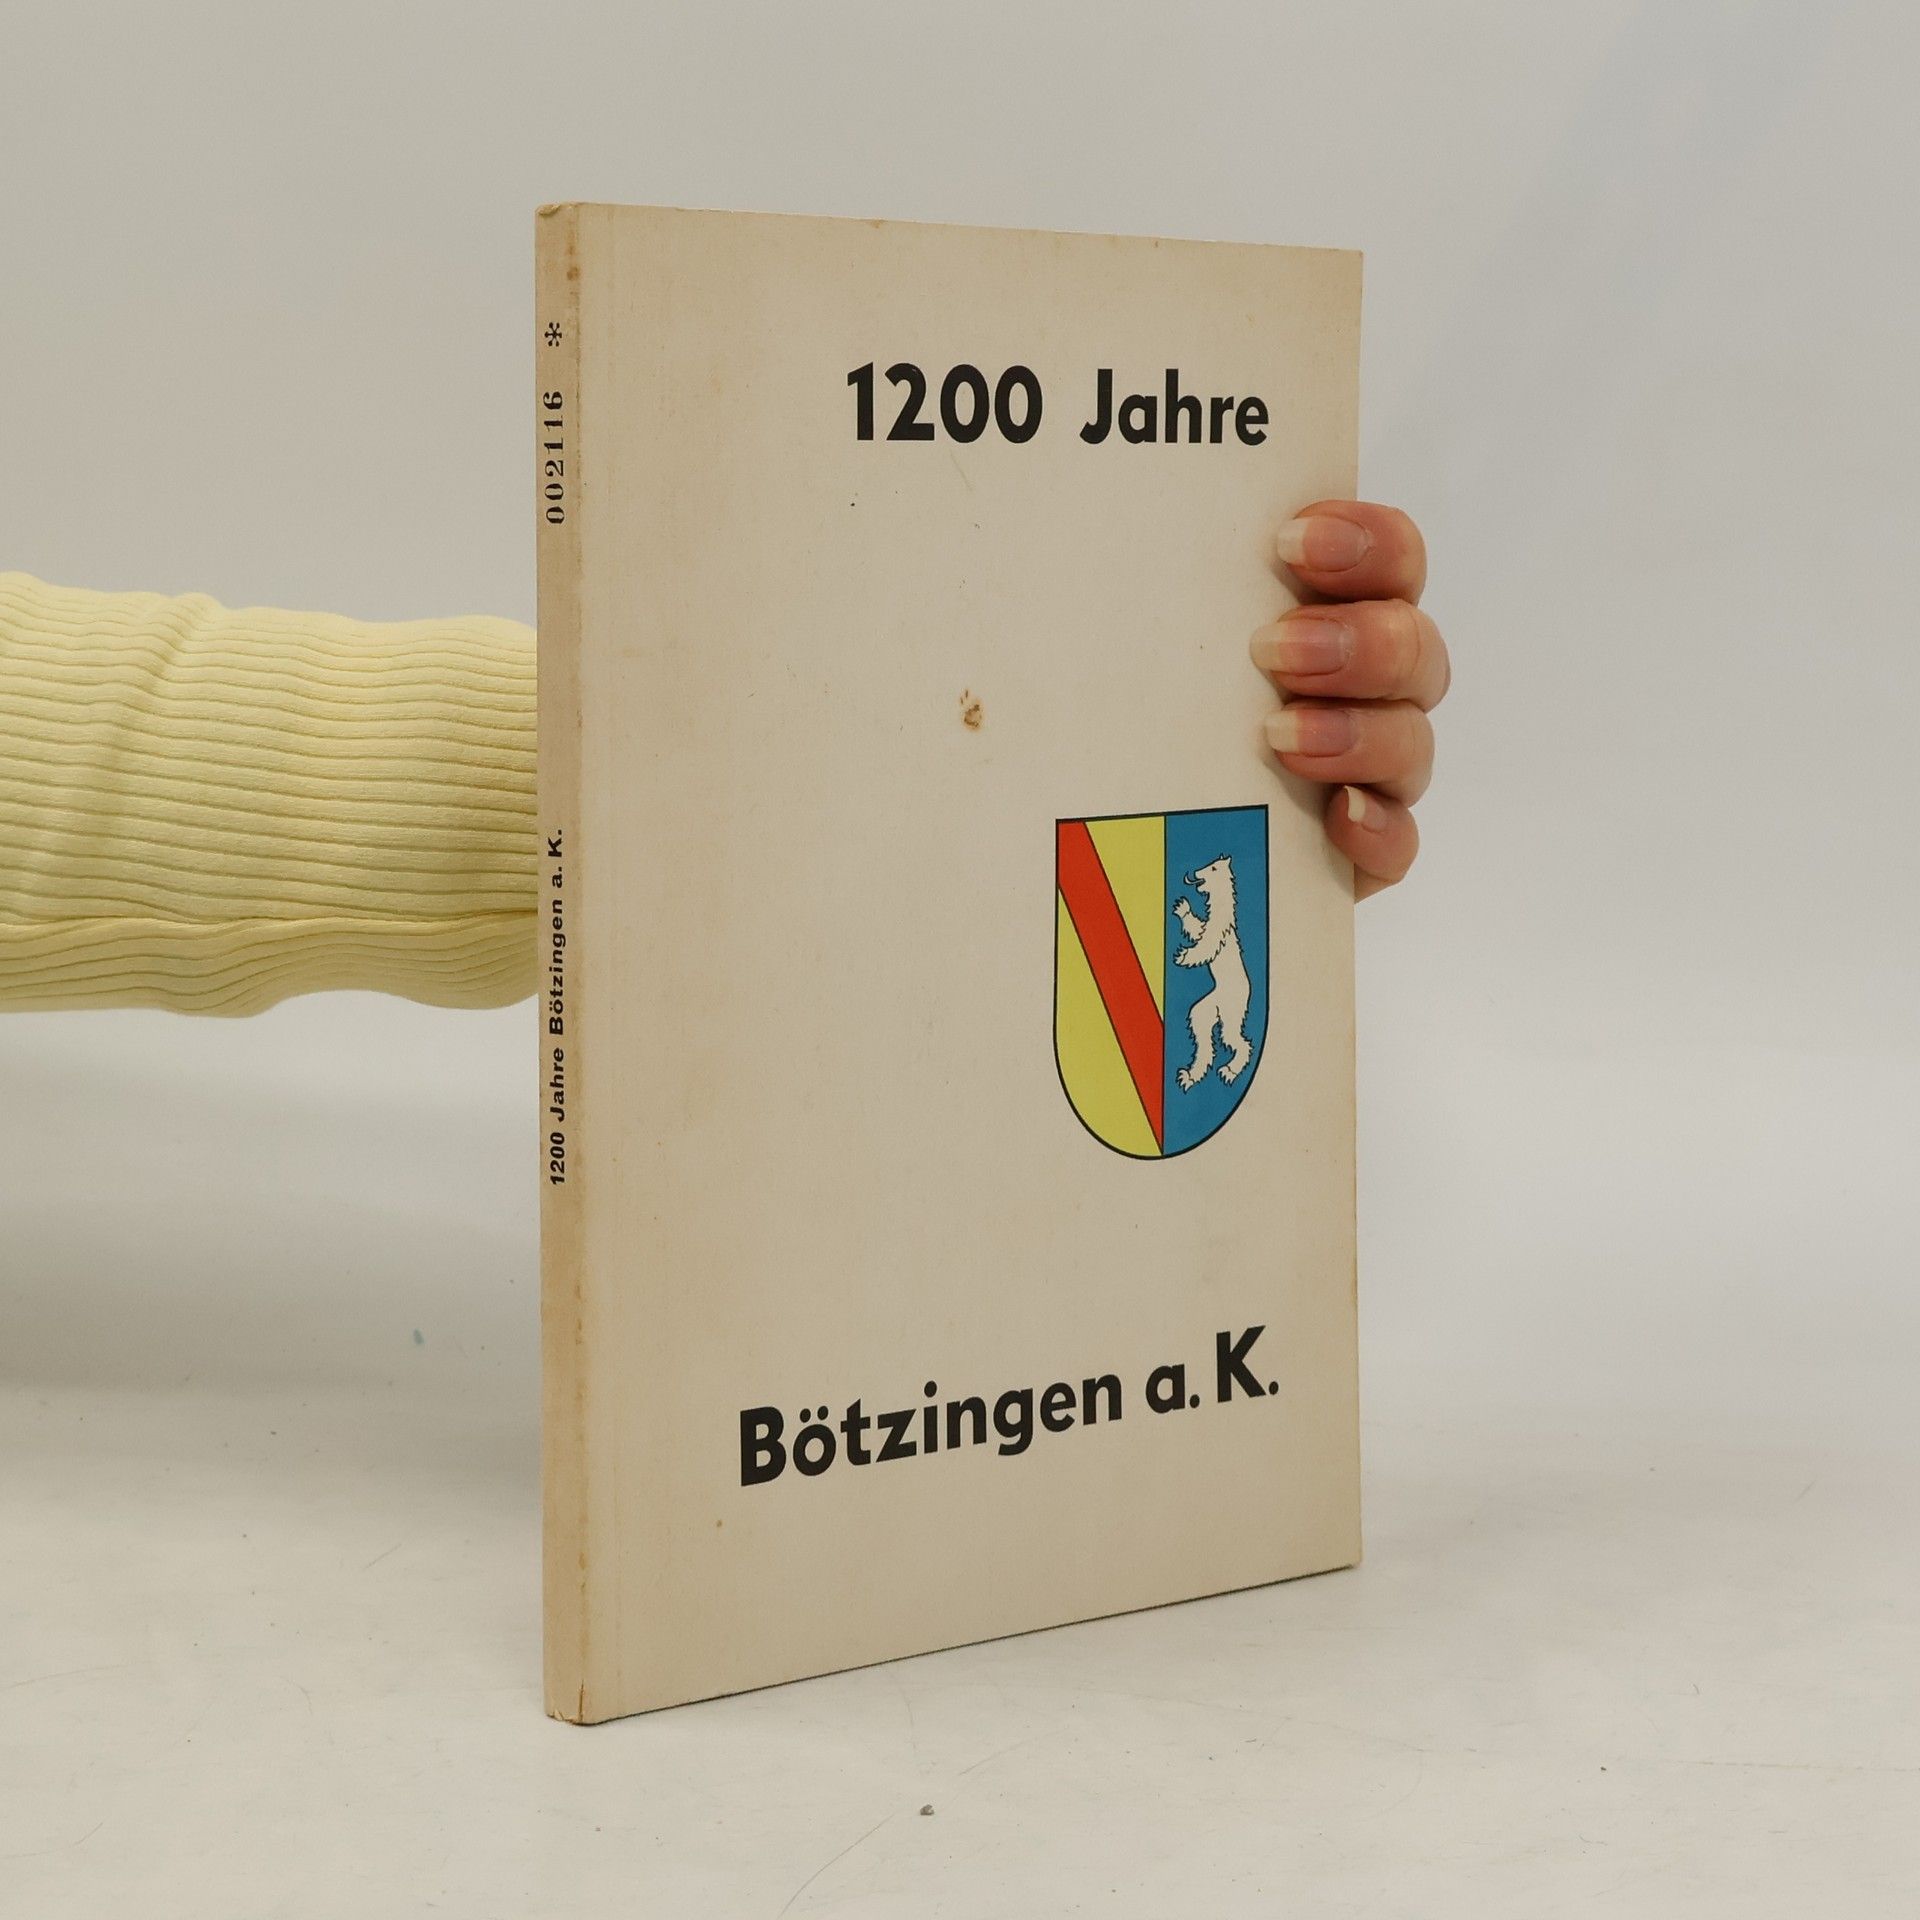 1200 Jahre
Bötzingen a. K.
1200 Jahre Bötzingen a. K.
002116 *